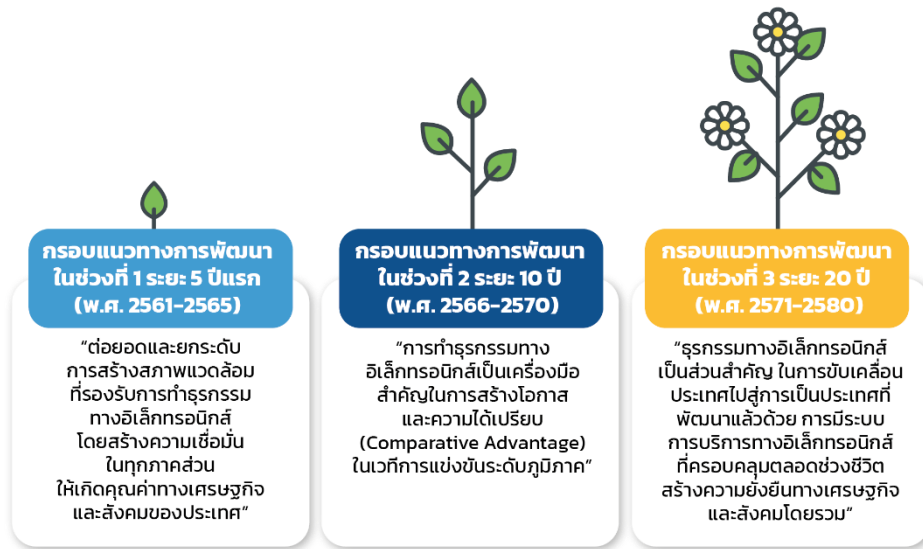 กรอบแนวทางการพัฒนา
ในช่วงที่ 1 ระยะ 5 ปีแรก
(พ.ศ. 2561-2565)
“ต่อยอดและยกระดับ
การสร้างสภาพแวดล้อม
ที่รองรับการทำธุรกรรม
ทางอิเล็กทรอนิกส์
โดยสร้างความเชื่อมั่น
ในทุกภาคส่วน
ให้เกิดคุณค่าทางเศรษฐกิจ
และสังคมของประเทศ“
กรอบแนวทางการพัฒนา
ในช่วงที่ 2 ระยะ 10 ปี
(พ.ศ. 2566-2570)
“การทำธุรกรรมทาง
อิเล็กทรอนิกส์เป็นเครื่องมือ
สำคัญในการสร้างโอกาส
และความได้เปรียบ
(Comparative Advantage)
ในเวทีการแข่งขันระดับภูมิภาค“
กรอบแนวทางการพัฒนา
ในช่วงที่ 3 ระยะ 20 ปี
(พ.ศ. 2571-2580)
“ธุรกรรมทางอิเล็กทรอนิกส์
เป็นส่วนสำคัญ ในการขับเคลื่อน
ประเทศไปสู่การเป็นประเทศที่
พัฒนาแล้วด้วย การมีระบบ
การบริการทางอิเล็กทรอนิกส์
ที่ครอบคลุมตลอดช่วงชีวิต
สร้างความยั่งยืนทางเศรษฐกิจ
และสังคมโดยรวม“